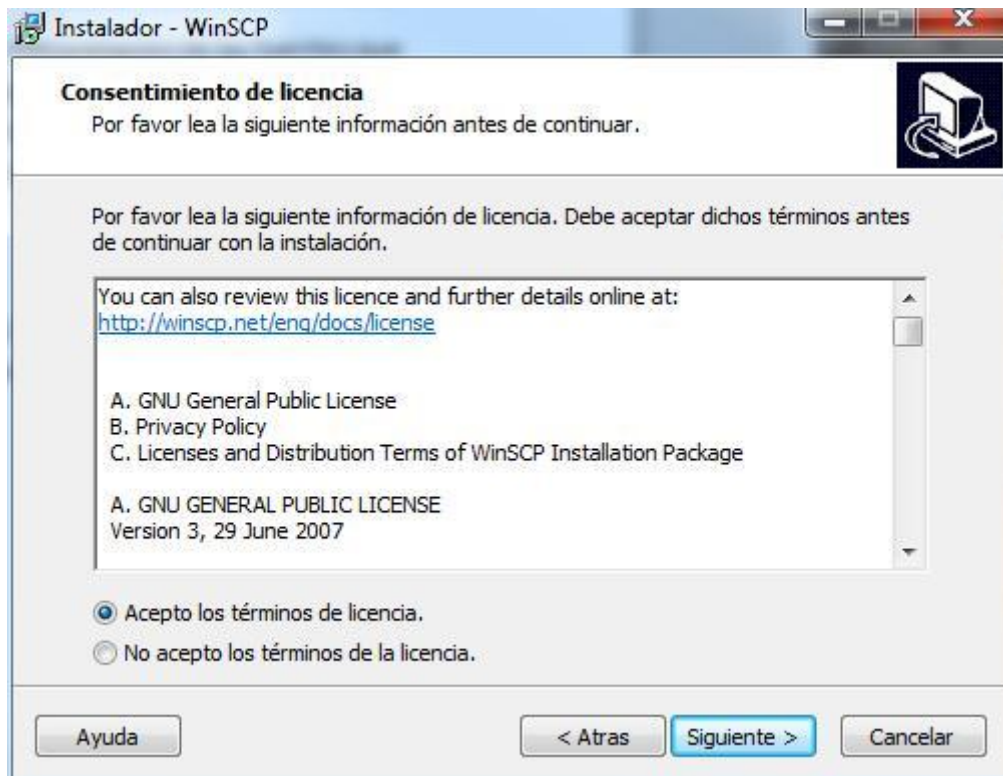 Instalador - WinSCP
Consentimiento de licencia
Por favor lea la siguiente información antes de continuar.
Por favor lea la siguiente información de licencia. Debe aceptar dichos términos antes
de continuar con la instalación.
You can also review this licence and further details online at:
http://winscp.net/eng/docs/license
A. GNU General Public License
B. Privacy Policy
C. Licenses and Distribution Terms of WinSCP Installation Package
A. GNU GENERAL PUBLIC LICENSE
Version 3, 29 June 2007
Acepto los términos de licencia.
No acepto los términos de la licencia.
Ayuda
< Atras
Siguiente >
Cancelar